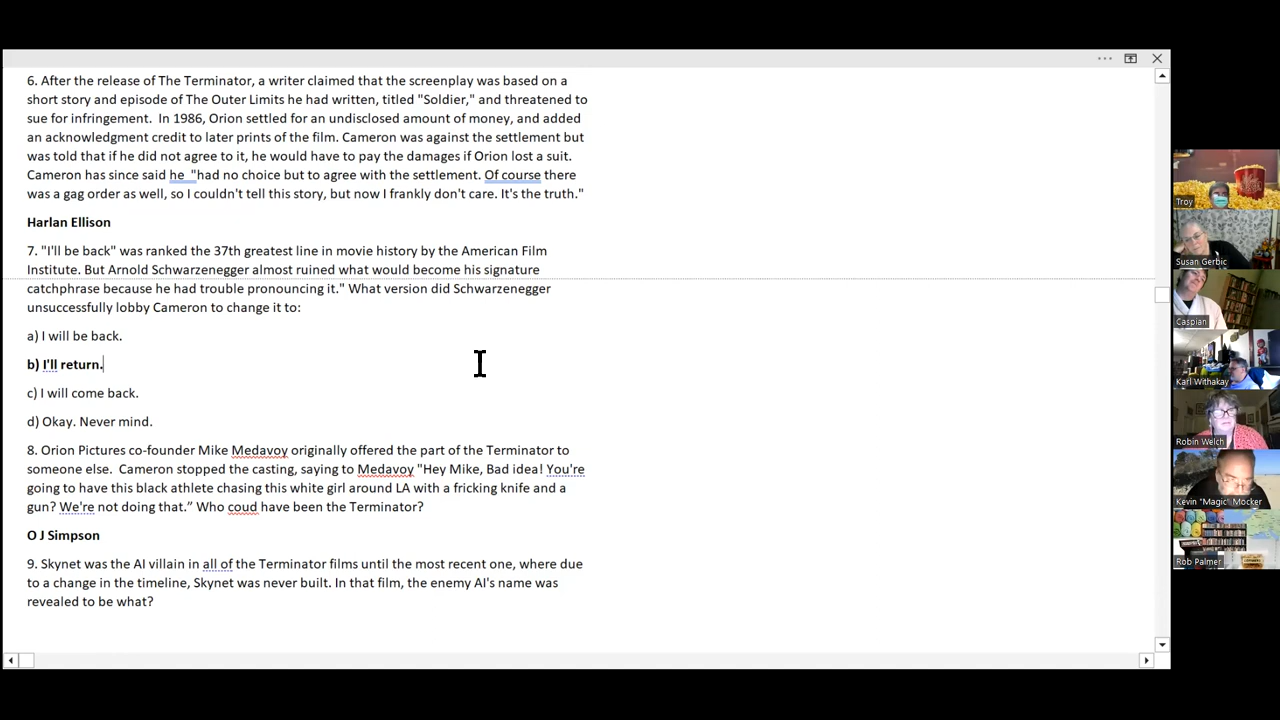 6. After the release of The Terminator, a writer claimed that the screenplay was based on a
short story and episode of The Outer Limits he had written, titled "Soldier," and threatened to
sue for infringement.  In 1986, Orion settled for an undisclosed amount of money, and added
an acknowledgment credit to later prints of the film. Cameron was against the settlement but
was told that if he did not agree to it, he would have to pay the damages if Orion lost a suit.
Cameron has since said he  "had no choice but to agree with the settlement. Of course there
was a gag order as well, so I couldn't tell this story, but now I frankly don't care. It's the truth."
Harlan Ellison
7. "I'll be back" was ranked the 37th greatest line in movie history by the American Film
Institute. But Arnold Schwarzenegger almost ruined what would become his signature
catchphrase because he had trouble pronouncing it." What version did Schwarzenegger
unsuccessfully lobby Cameron to change it to:
a) I will be back.
b) I'll return.
c) I will come back.
d) Okay. Never mind.
8. Orion Pictures co-founder Mike Medavoy originally offered the part of the Terminator to
someone else.  Cameron stopped the casting, saying to Medavoy "Hey Mike, Bad idea! You're
going to have this black athlete chasing this white girl around LA with a fricking knife and a
gun? We're not doing that.” Who coud have been the Terminator?
O J Simpson
9. Skynet was the AI villain in all of the Terminator films until the most recent one, where due
to a change in the timeline, Skynet was never built. In that film, the enemy AI's name was
revealed to be what?
Troy
Susan Gerbic
Caspian
Karl Withakay
Robin Welch
Kevin "Magic" Mocker
Rob Palmer